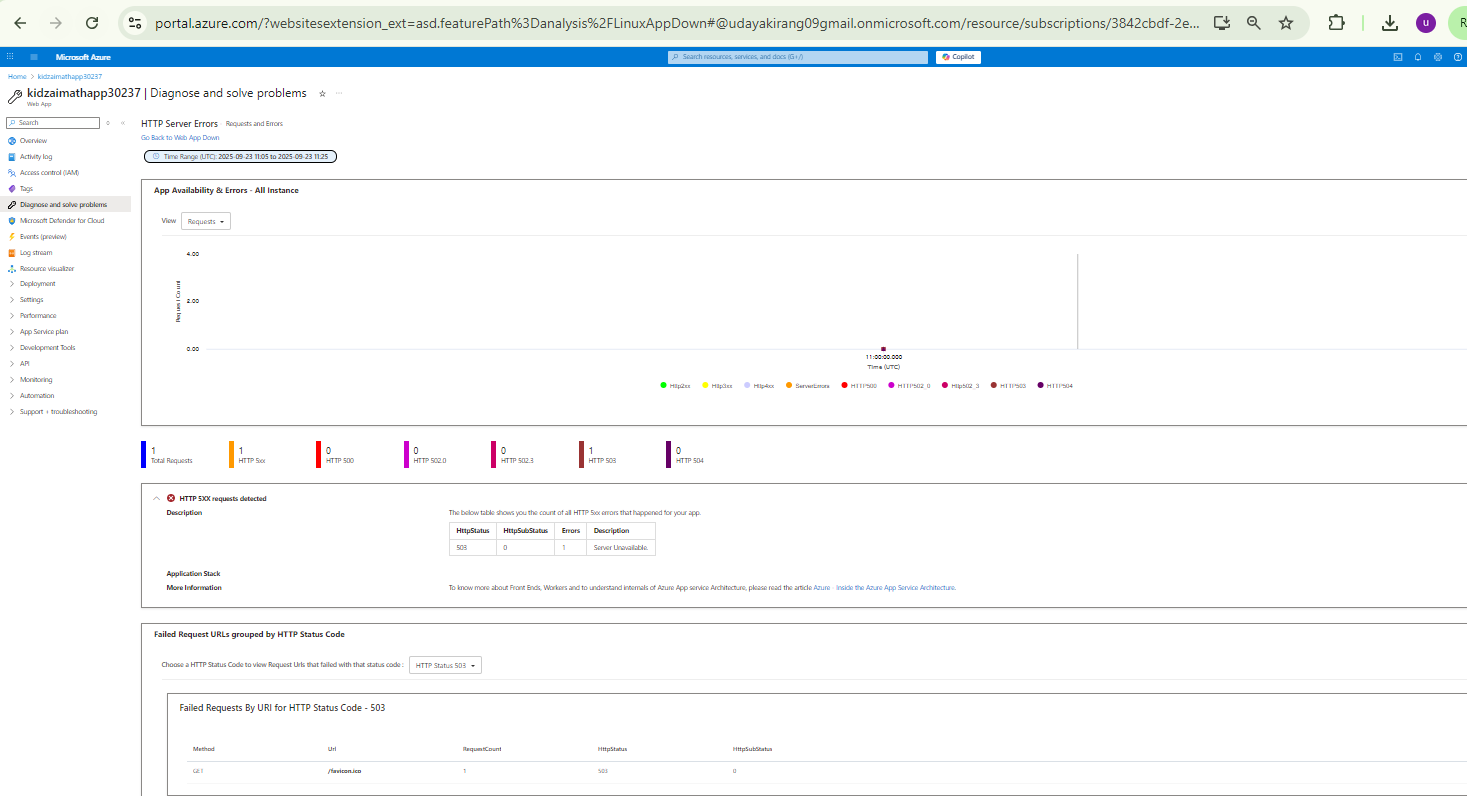 portal.azure.com/?websitesextension_ext=asd.featurePath%3Danalysis%2FLinuxAppDown#@udayakirang09gmail.onmicrosoft.com/resource/subscriptions/3842cbdf-2e...
u
R
Microsoft Azure
Search resources, services, and docs (G+/)
Copilot
Home > kidzaimathapp30237
kidzaimathapp30237 | Diagnose and solve problems
Web App
Search
Overview
Activity log
Access control (IAM)
Tags
Diagnose and solve problems
Microsoft Defender for Cloud
Events (preview)
Log stream
Resource visualizer
Deployment
Settings
Performance
App Service plan
Development Tools
API
Monitoring
Automation
Support + troubleshooting
HTTP Server Errors Requests and Errors
Go Back to Web App Down
Time Range (UTC): 2025-09-23 11:05 to 2025-09-23 11:25
App Availability & Errors - All Instance
View Requests
4.00
2.00
0.00
Request Count
11:00:00.000
Time (UTC)
Http2xx Http3xx Http4xx ServerErrors HTTP500 HTTP502_0 Http502_3 HTTP503 HTTP504
1 1 0 0 0 1 0
Total Requests HTTP 5xx HTTP 500 HTTP 502.0 HTTP 502.3 HTTP 503 HTTP 504
HTTP 5XX requests detected
Description The below table shows you the count of all HTTP 5xx errors that happened for your app.
HttpStatus HttpSubStatus Errors Description
503 0 1 Server Unavailable.
Application Stack
More Information To know more about Front Ends, Workers and to understand internals of Azure App service Architecture, please read the article Azure - Inside the Azure App Service Architecture.
Failed Request URLs grouped by HTTP Status Code
Choose a HTTP Status Code to view Request Urls that failed with that status code : HTTP Status 503
Failed Requests By URI for HTTP Status Code - 503
Method Url RequestCount HttpStatus HttpSubStatus
GET /favicon.ico 1 503 0